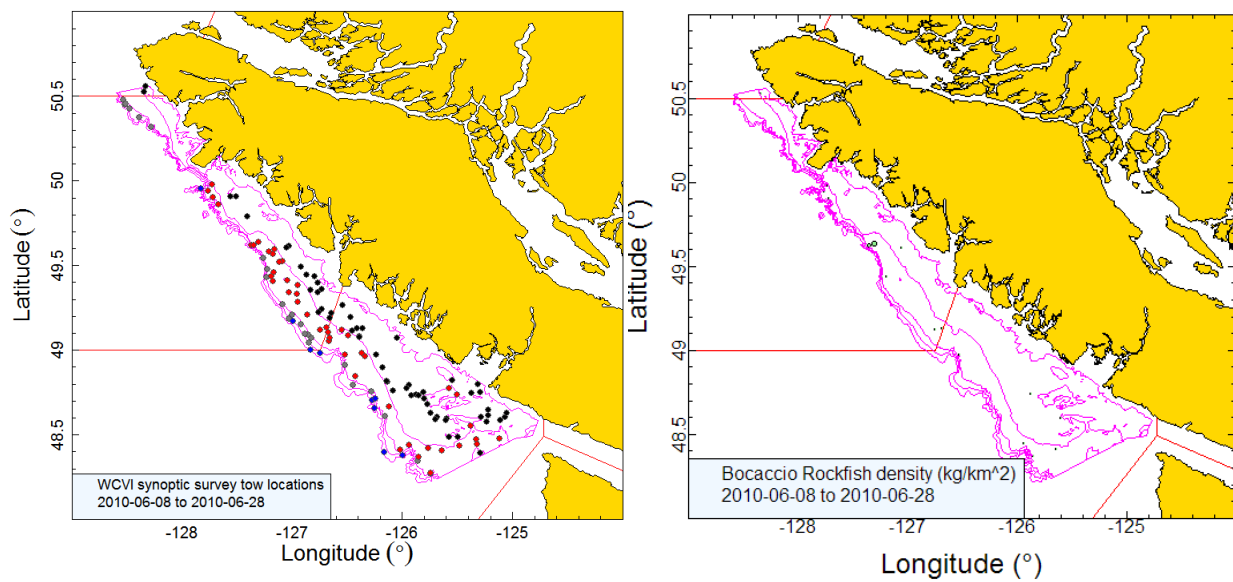 50.5
50
49.5
49
48.5
Latitude (°)
WCVI synoptic survey tow locations
2010-06-08 to 2010-06-28
-128
-127
-126
-125
Longitude (°)
50.5
50
49.5
49
48.5
Latitude (°)
Bocaccio Rockfish density (kg/km^2)
2010-06-08 to 2010-06-28
-128
-127
-126
-125
Longitude (°)